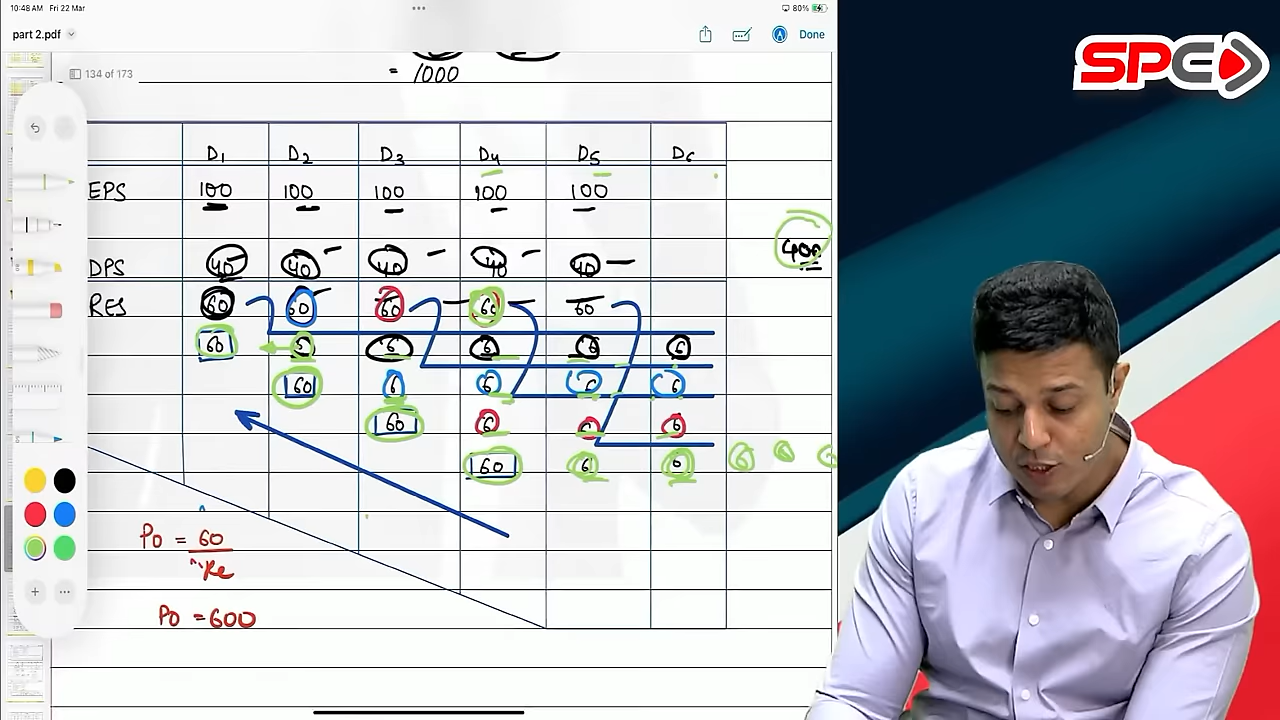 10:48 AM Fri 22 Mar
80%
part 2.pdf
Done
SPC
134 of 173
= 1000
D1 D2 D3 D4 D5 D6
EPS 100 100 100 100 100
400
DPS 40 40 40 40 40
RES 60 60 60 60 60
60 6 6 6 6 6
60 6 6 6 6
60 6 6 6
60 6 6 6
P0 = 60
Ke
P0 = 600